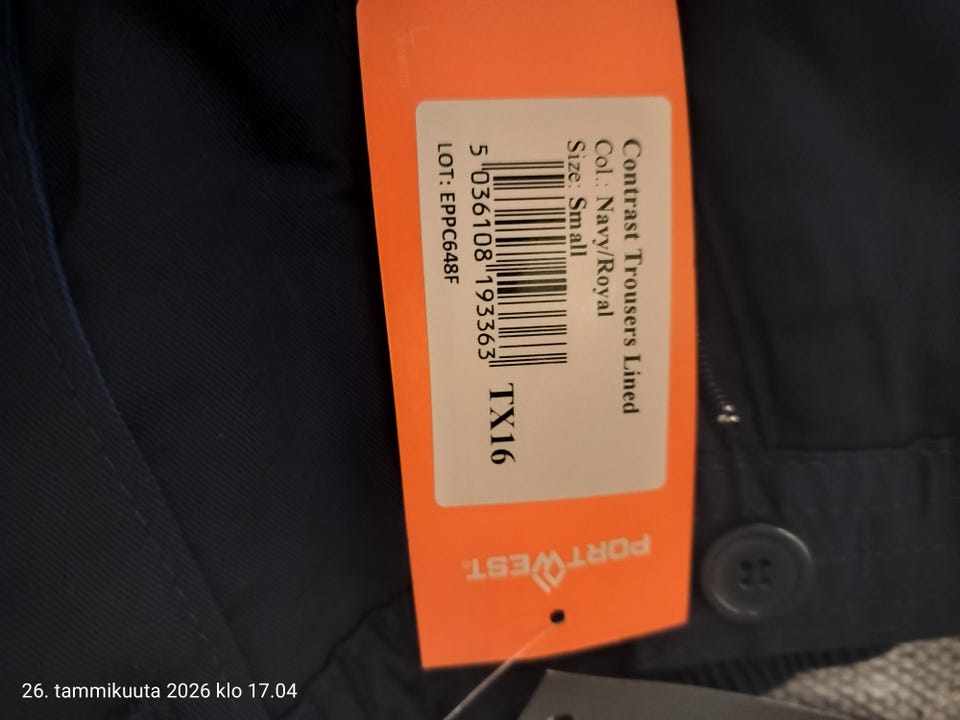 Contrast Trousers Lined
Col.: Navy/Royal
Size: Small
5 036108 193363
TX16
LOT: EPPC648F
PORTWEST
26. tammikuuta 2026 klo 17.04